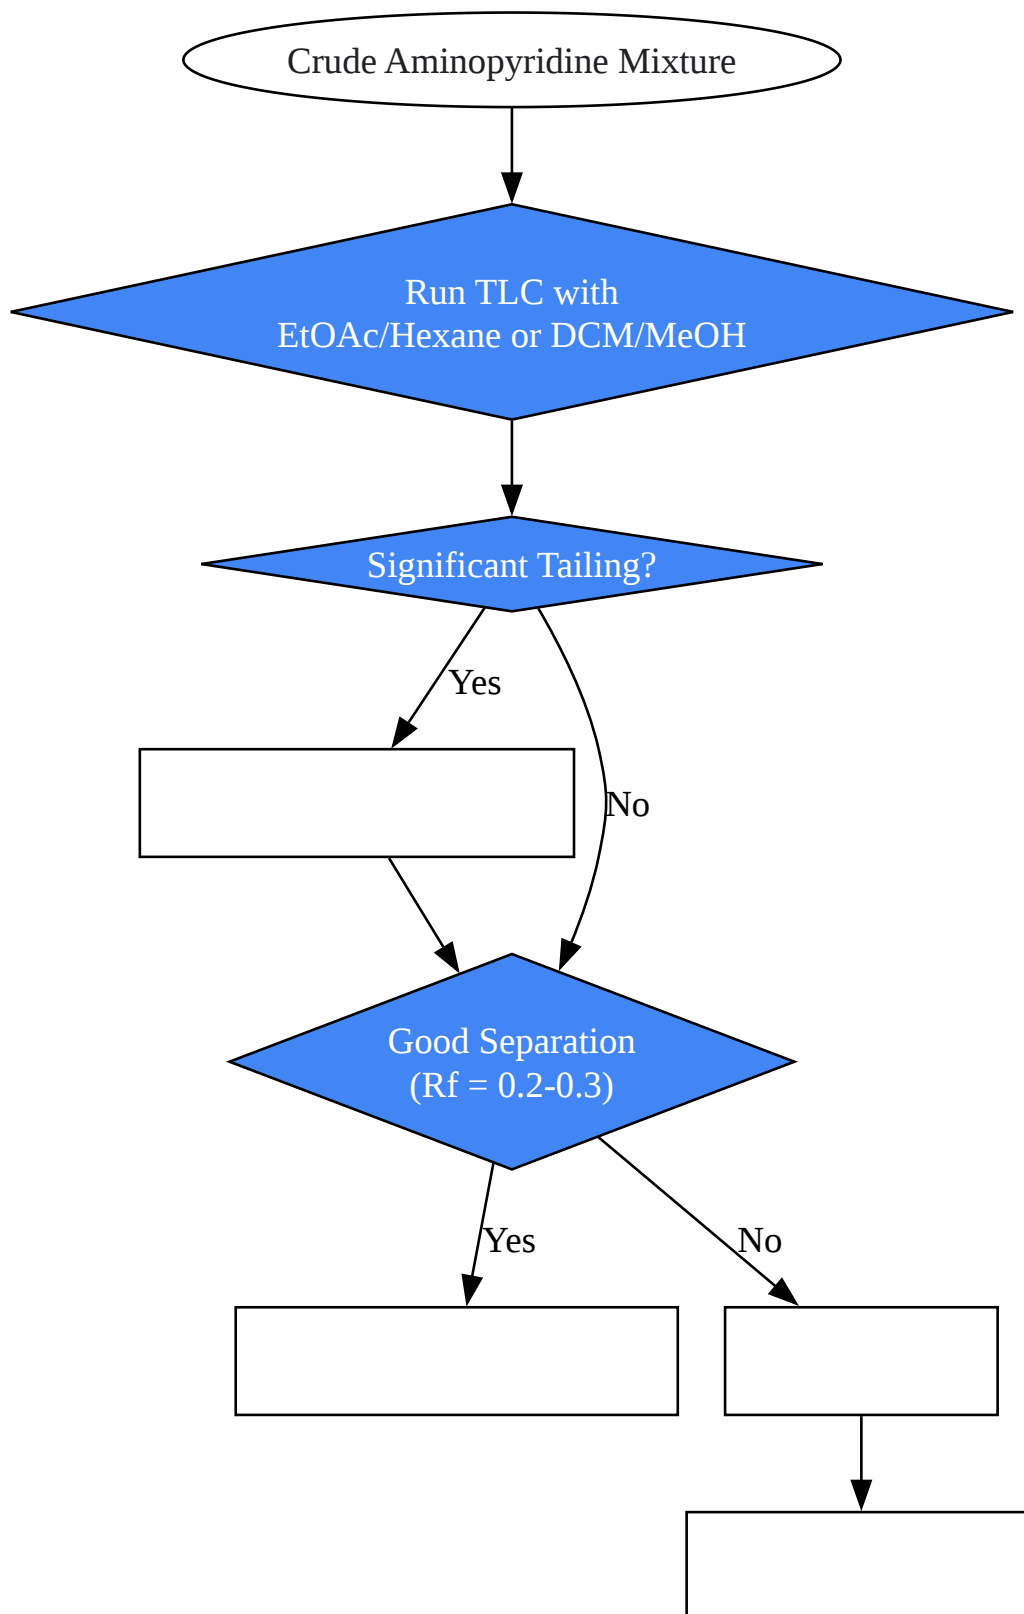 Crude Aminopyridine Mixture
Run TLC with
EtOAc/Hexane or DCM/MeOH
Significant Tailing?
Yes
No
Good Separation
(Rf = 0.2-0.3)
Yes
No